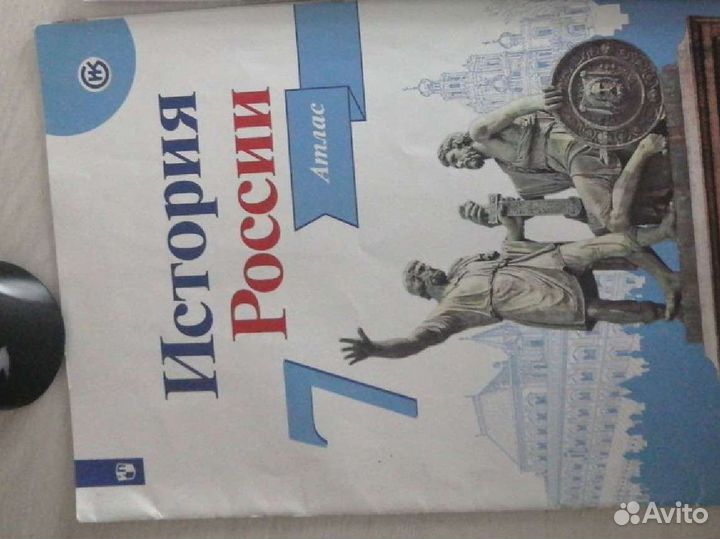 История
России
Атлас
7
Avito